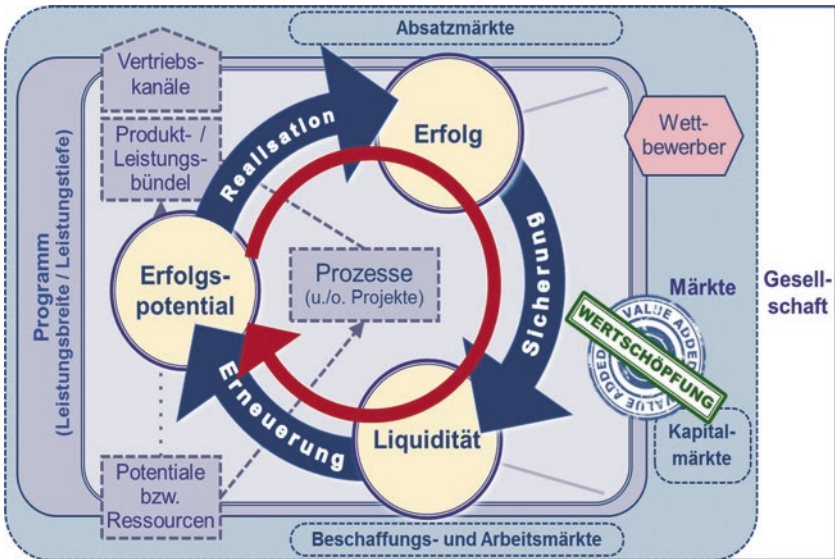 Absatzmärkte
Vertriebs-
kanäle
Produkt- /
Leistungs-
bündel
Programm
(Leistungsbreite / Leistungstiefe)
Realisation
Erfolg
Wett-
bewerber
Erfolgs-
potential
Prozesse
(u./o. Projekte)
Sicherung
Märkte
Gesell-
schaft
VALUE ADDED
WERTSCHÖPFUNG
VALUE ADDED
Erneuerung
Liquidität
Kapital-
märkte
Potentiale
bzw.
Ressourcen
Beschaffungs- und Arbeitsmärkte